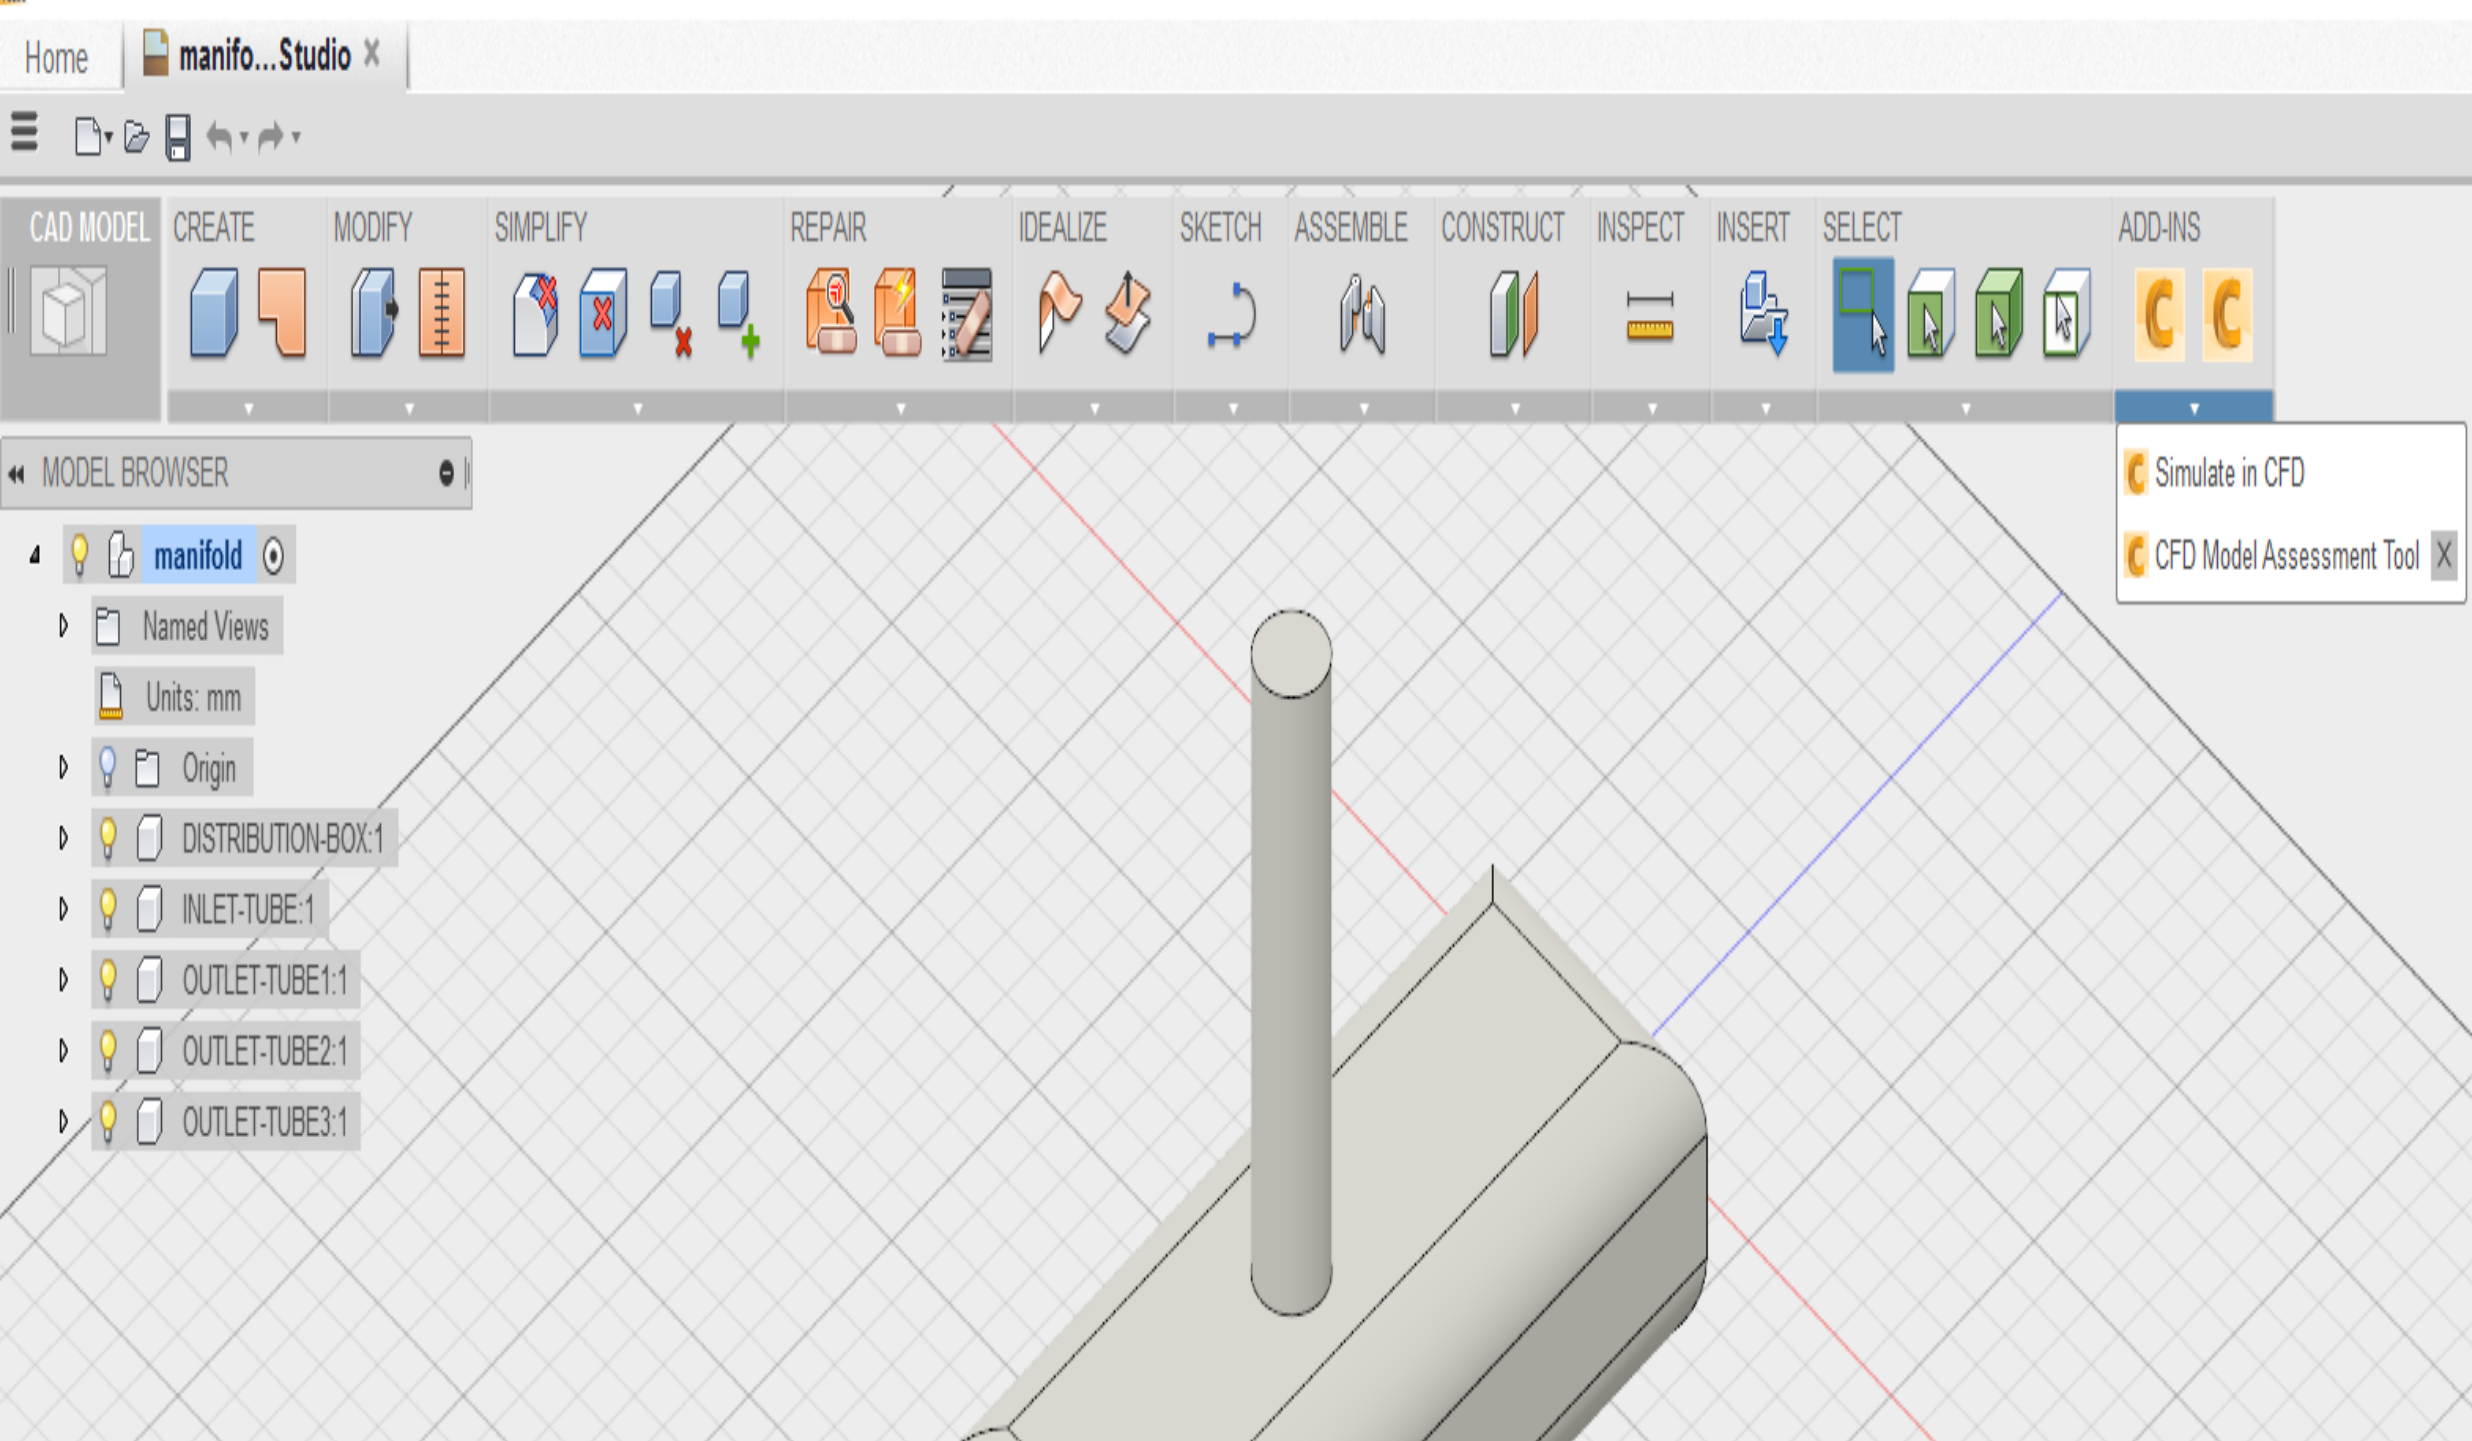 Home manifo...Studio
CAD MODEL CREATE MODIFY SIMPLIFY REPAIR IDEALIZE SKETCH ASSEMBLE CONSTRUCT INSPECT INSERT SELECT ADD-INS
Simulate in CFD
CFD Model Assessment Tool
MODEL BROWSER
manifold
Named Views
Units: mm
Origin
DISTRIBUTION-BOX:1
INLET-TUBE:1
OUTLET-TUBE1:1
OUTLET-TUBE2:1
OUTLET-TUBE3:1